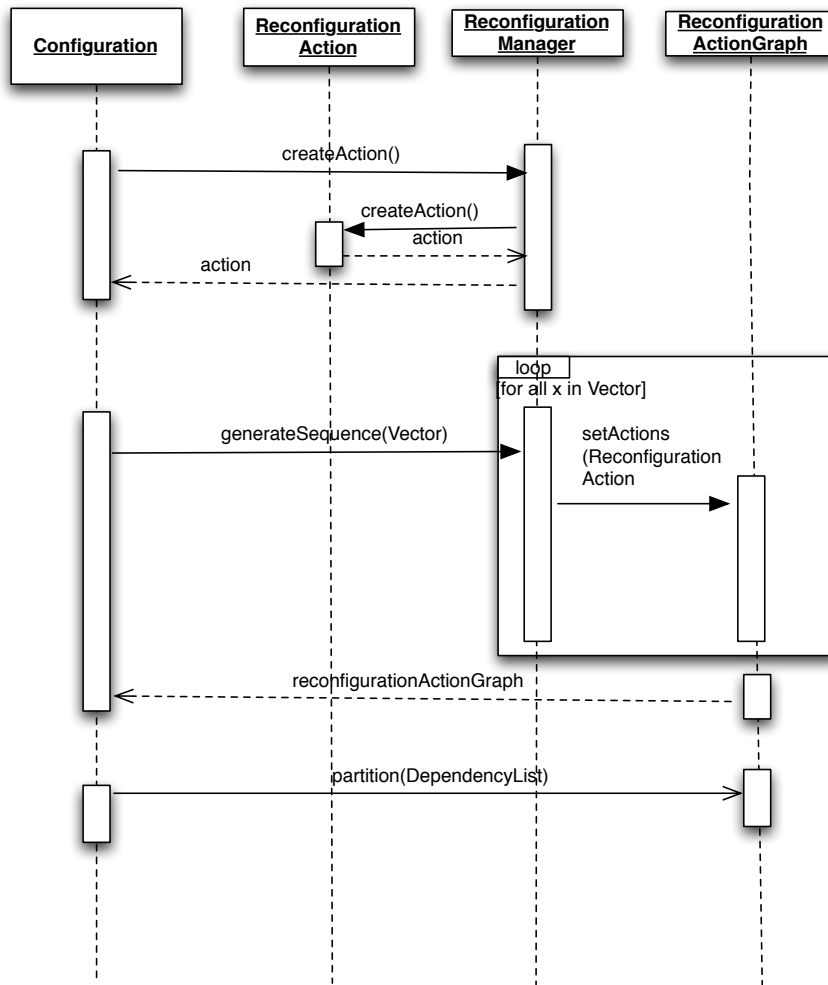 Configuration
Reconfiguration
Action
Reconfiguration
Manager
Reconfiguration
ActionGraph
createAction()
createAction()
action
action
loop
[for all x in Vector]
generateSequence(Vector)
setActions
(Reconfiguration
Action
reconfigurationActionGraph
partition(DependencyList)